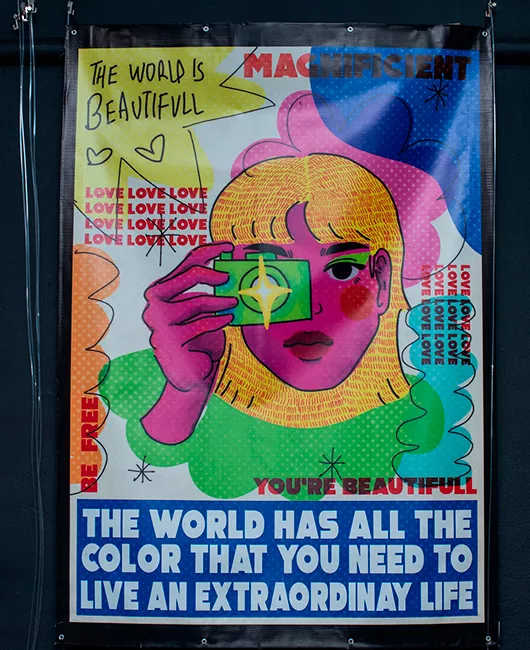 THE WORLD IS
BEAUTIFULL
MAGNIFICIENT
LOVE LOVE LOVE
LOVE LOVE LOVE
LOVE LOVE LOVE
LOVE LOVE LOVE
LOVE LOVE LOVE
LOVE LOVE LOVE
LOVE LOVE LOVE
LOVE LOVE LOVE
BE FREE
YOU'RE BEAUTIFULL
THE WORLD HAS ALL THE
COLOR THAT YOU NEED TO
LIVE AN EXTRAORDINAY LIFE